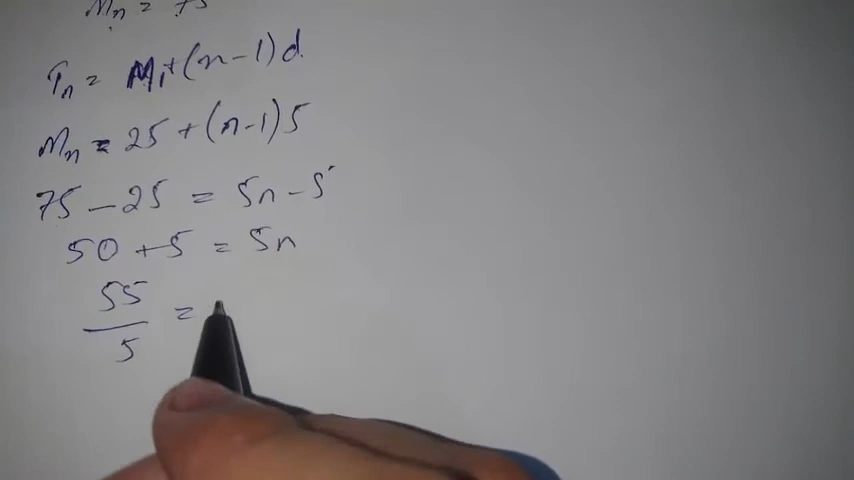 Mn = 75
Tn = M1+(n-1)d
Mn = 25 +(n-1)5
75 - 25 = 5n - 5
50 + 5 = 5n
55/5 =